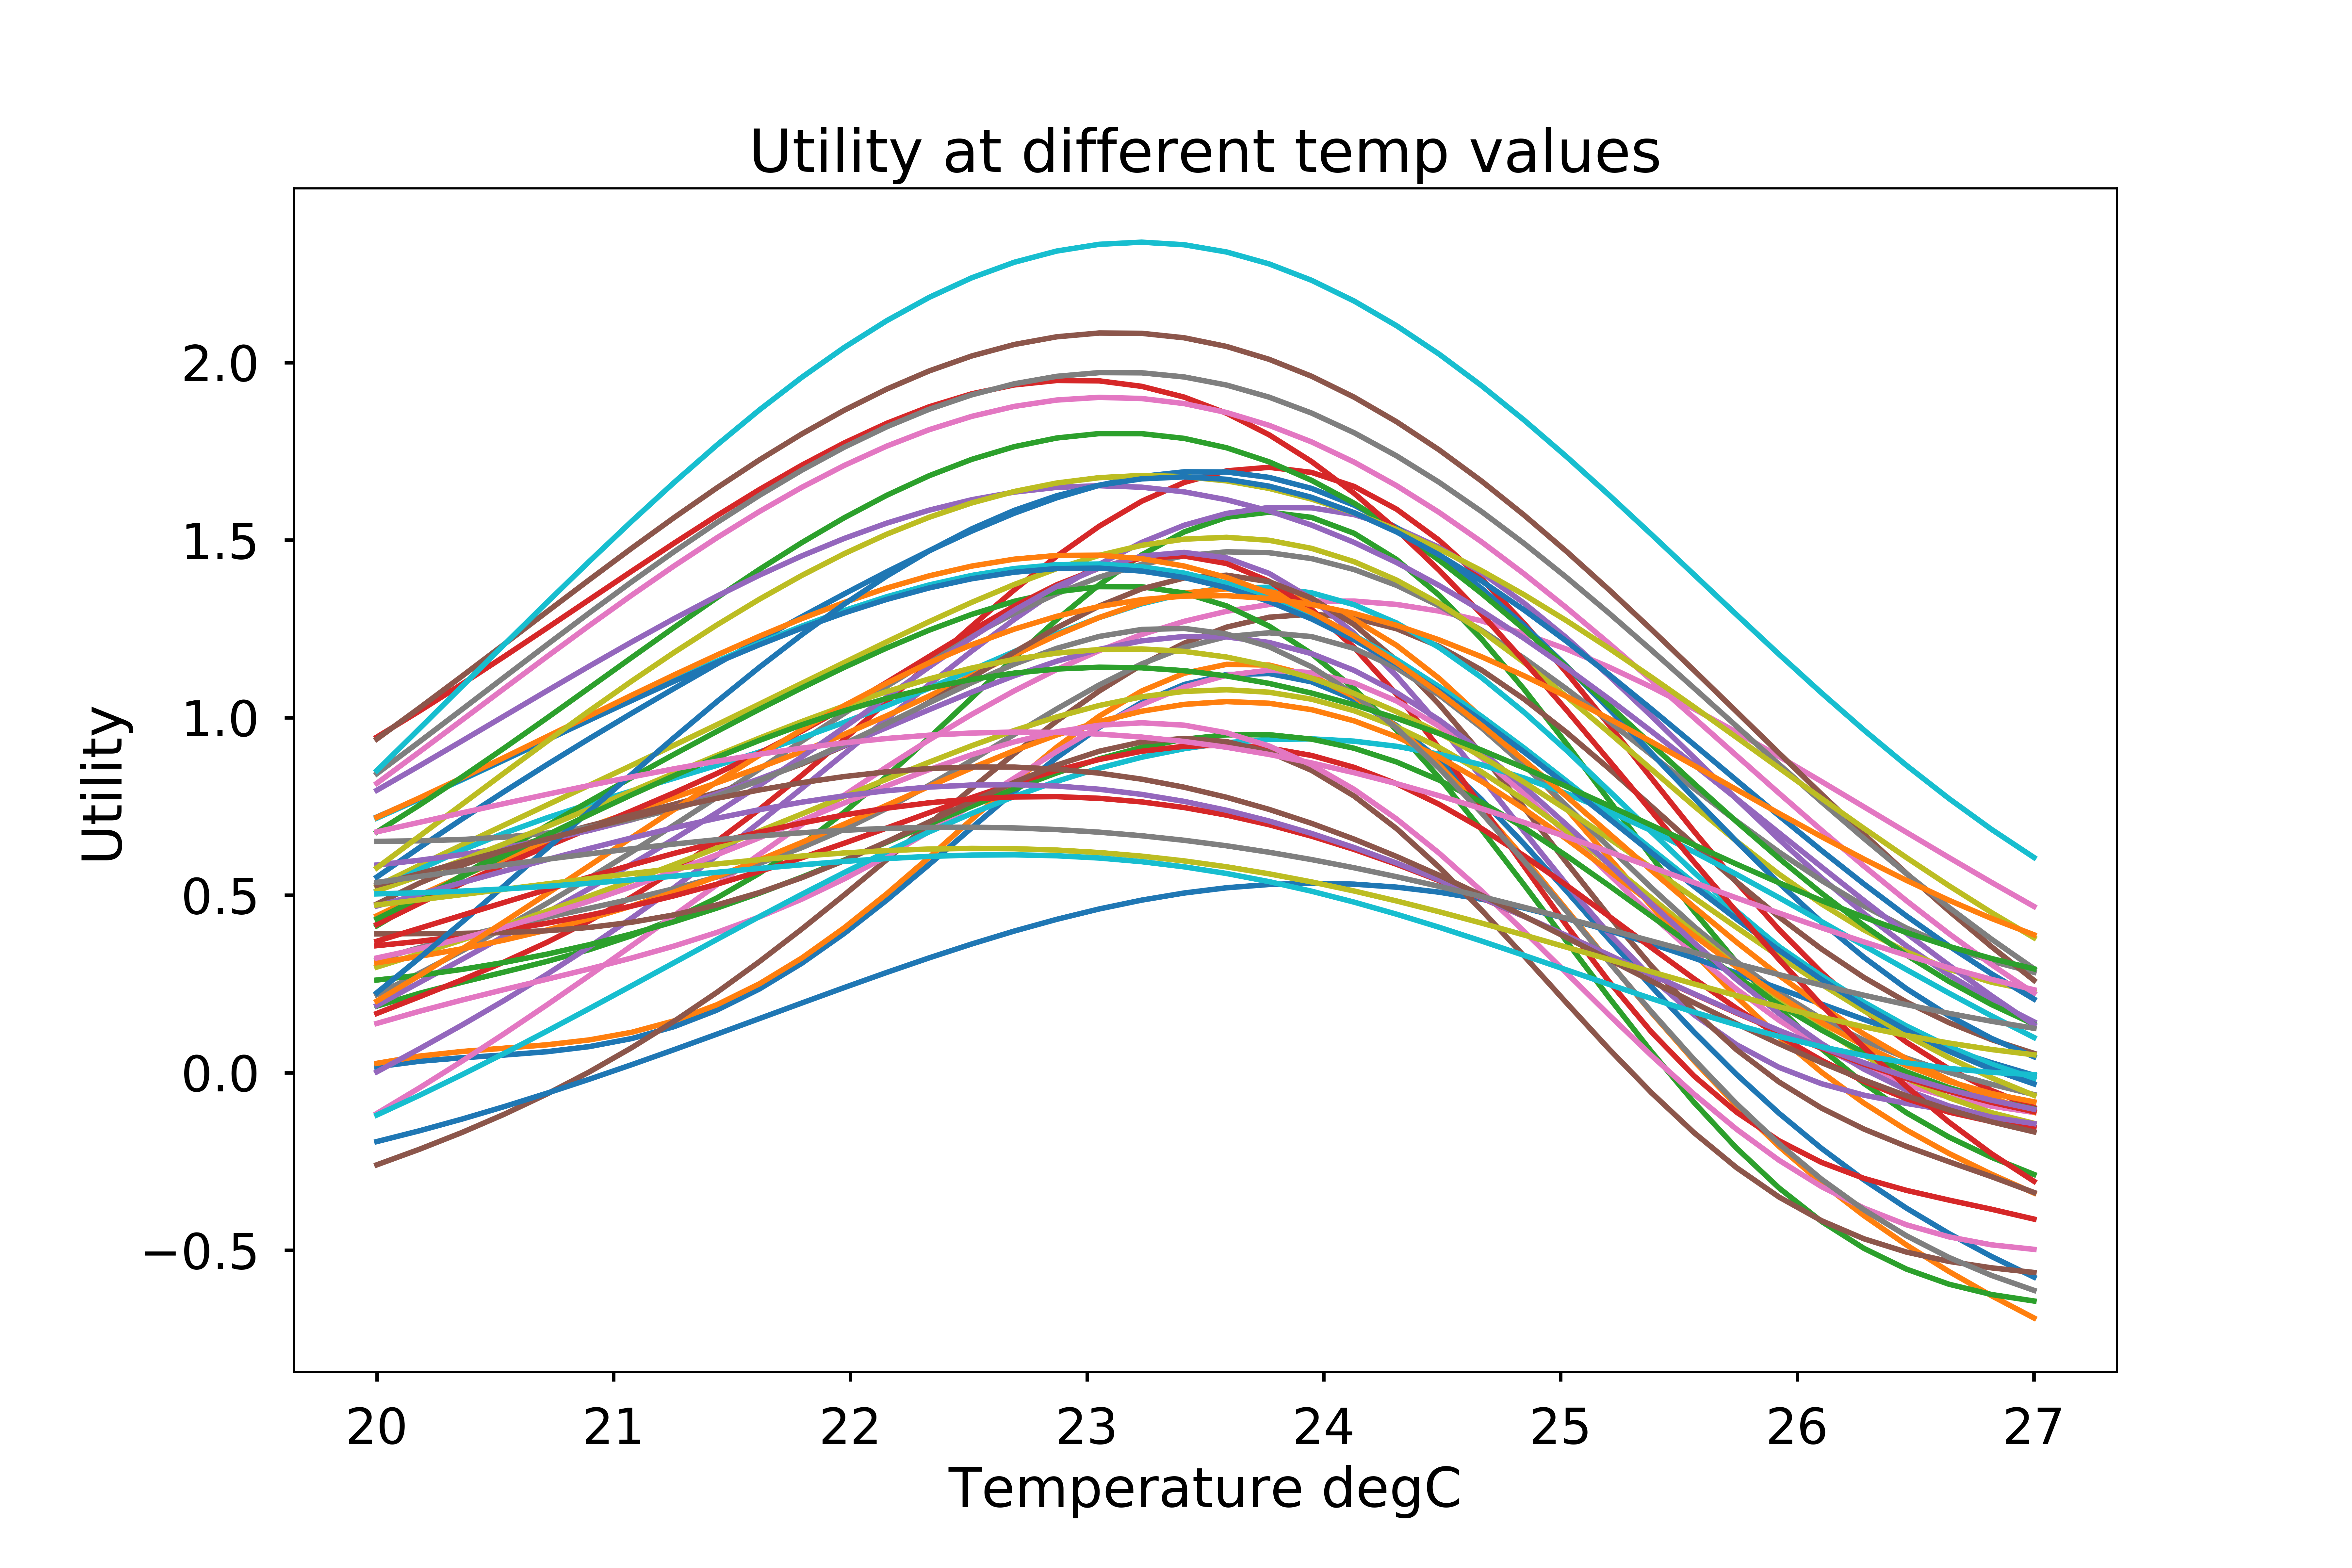 Utility at different temp values
Utility
2.0
1.5
1.0
0.5
0.0
−0.5
20 21 22 23 24 25 26 27
Temperature degC